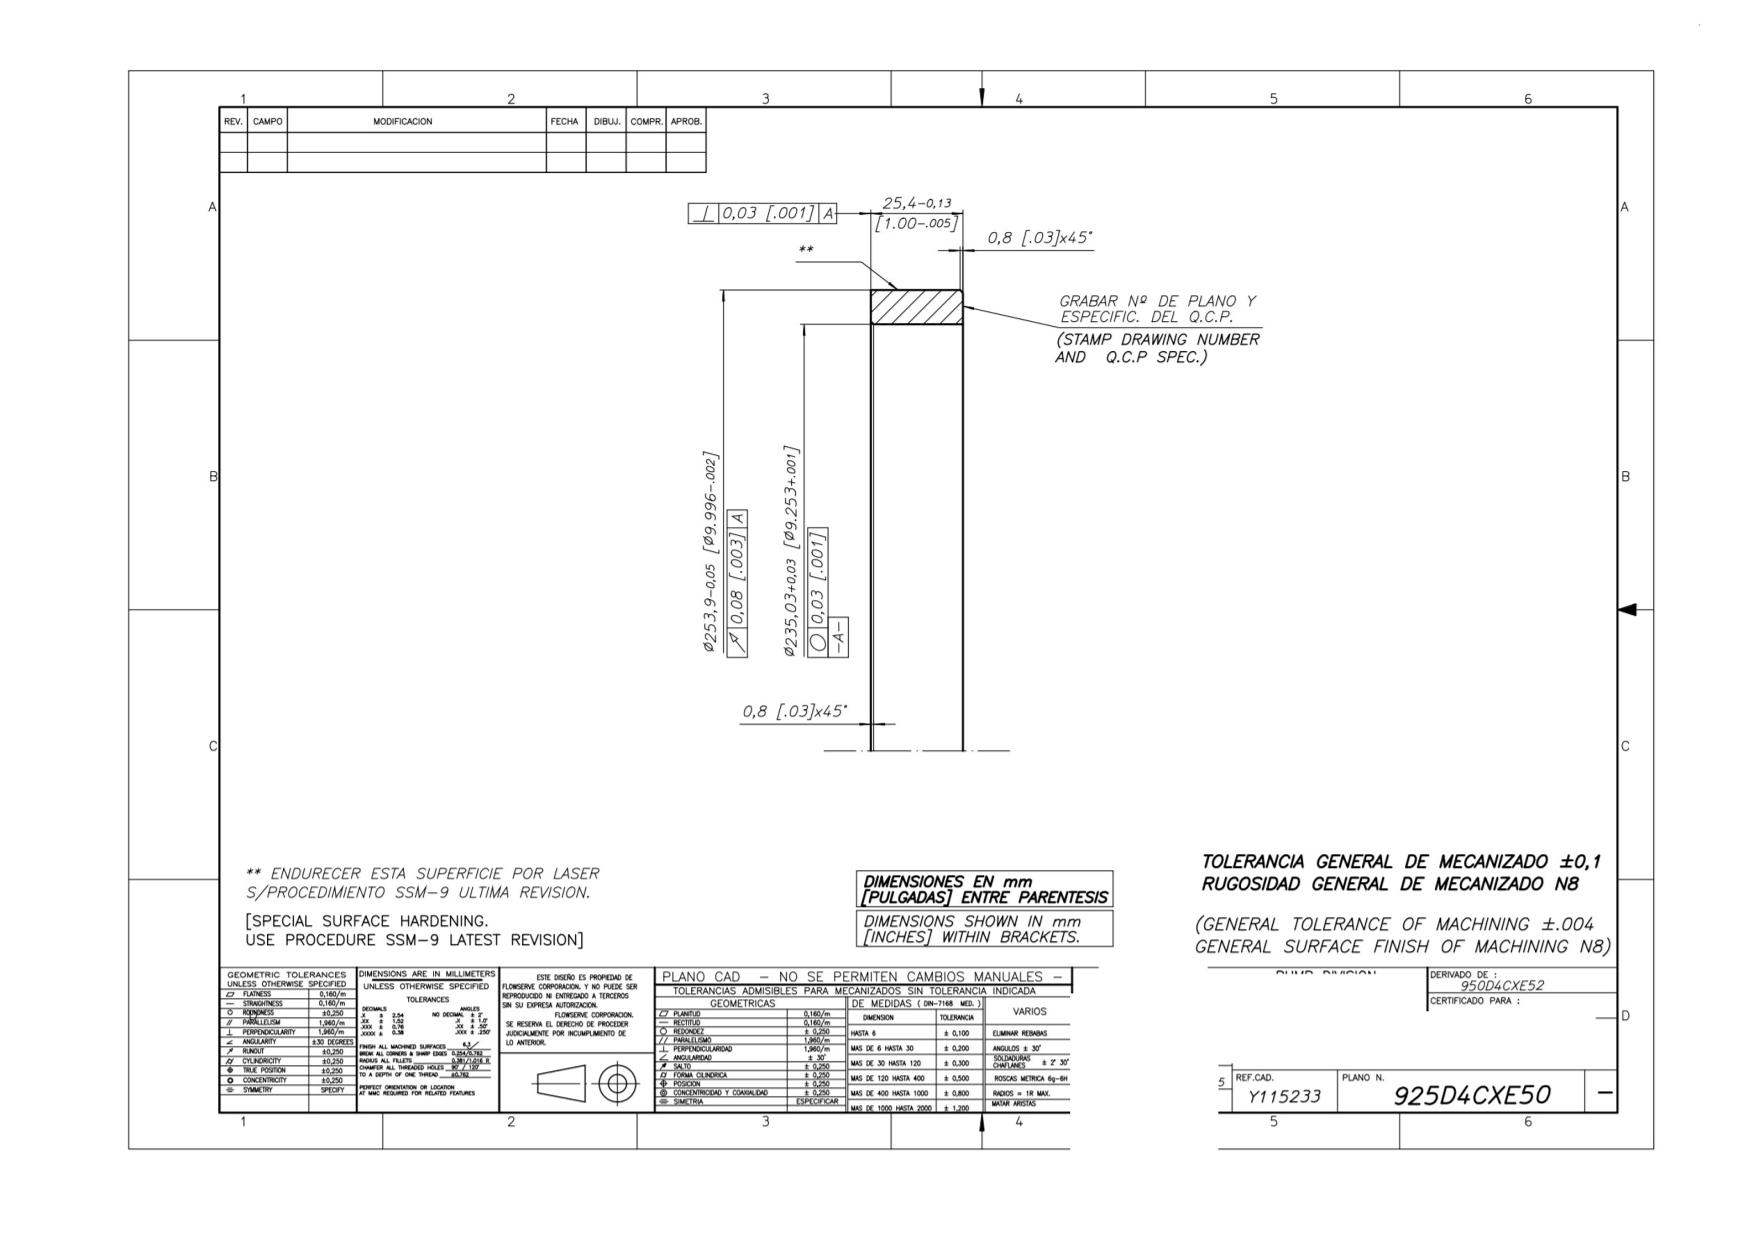 1 2 3 4 5 6
REV. CAMPO MODIFICACION FECHA DIBUJ. COMPR. APROB.
A A
⊥ 0,03 [.001] A
25,4-0,13
[1.00-.005]
0,8 [.03]x45°
**
GRABAR Nº DE PLANO Y
ESPECIFIC. DEL Q.C.P.
(STAMP DRAWING NUMBER
AND Q.C.P SPEC.)
B B
Ø253,9-0,05 [Ø9.996-.002]
0,08 [.003] A
Ø235,03+0,03 [Ø9.253+.001]
0,03 [.001]
-A-
0,8 [.03]x45°
C C
** ENDURECER ESTA SUPERFICIE POR LASER
S/PROCEDIMIENTO SSM-9 ULTIMA REVISION.
[SPECIAL SURFACE HARDENING.
USE PROCEDURE SSM-9 LATEST REVISION]
DIMENSIONES EN mm
[PULGADAS] ENTRE PARENTESIS
DIMENSIONS SHOWN IN mm
[INCHES] WITHIN BRACKETS.
TOLERANCIA GENERAL DE MECANIZADO ±0,1
RUGOSIDAD GENERAL DE MECANIZADO N8
(GENERAL TOLERANCE OF MACHINING ±.004
GENERAL SURFACE FINISH OF MACHINING N8)
GEOMETRIC TOLERANCES
UNLESS OTHERWISE SPECIFIED
FLATNESS 0,160/m
STRAIGHTNESS 0,160/m
ROUNDNESS ±0,250
PARALLELISM 1,960/m
PERPENDICULARITY 1,960/m
ANGULARITY ±30 DEGREES
RUNOUT ±0,250
CYLINDRICITY ±0,250
TRUE POSITION ±0,250
CONCENTRICITY ±0,250
SYMMETRY SPECIFY
DIMENSIONS ARE IN MILLIMETERS
UNLESS OTHERWISE SPECIFIED
TOLERANCES
DECIMALS ANGLES
.X ± 2.54 NO DECIMAL ± 2°
.XX ± 1.52 .X ± 1.0°
.XXX ± 0.76 .XX ± .50°
.XXXX ± 0.38 .XXX ± .250°
FINISH ALL MACHINED SURFACES 6.3
BREAK ALL CORNERS & SHARP EDGES 0.254/0.762
RADIUS ALL FILLETS 0.381/1.016 R
CHAMFER ALL THREADED HOLES 90° / 120°
TO A DEPTH OF ONE THREAD ±0.762
PERFECT ORIENTATION OR LOCATION
AT MMC REQUIRED FOR RELATED FEATURES
ESTE DISEÑO ES PROPIEDAD DE
FLOWSERVE CORPORATION. Y NO PUEDE SER
REPRODUCIDO NI ENTREGADO A TERCEROS
SIN SU EXPRESA AUTORIZACION.
FLOWSERVE CORPORATION.
SE RESERVA EL DERECHO DE PROCEDER
JUDICIALMENTE POR INCUMPLIMIENTO DE
LO ANTERIOR.
PLANO CAD - NO SE PERMITEN CAMBIOS MANUALES -
TOLERANCIAS ADMISIBLES PARA MECANIZADOS SIN TOLERANCIA INDICADA
GEOMETRICAS
PLANITUD 0,160/m
RECTITUD 0,160/m
REDONDEZ ± 0,250
PARALELISMO 1,960/m
PERPENDICULARIDAD 1,960/m
ANGULARIDAD ± 30'
SALTO ± 0,250
FORMA CILINDRICA ± 0,250
POSICION ± 0,250
CONCENTRICIDAD Y COAXIALIDAD ± 0,250
SIMETRIA ESPECIFICAR
DE MEDIDAS ( DIN-7168 MED. )
DIMENSION TOLERANCIA
HASTA 6 ± 0,100
MAS DE 6 HASTA 30 ± 0,200
MAS DE 30 HASTA 120 ± 0,300
MAS DE 120 HASTA 400 ± 0,500
MAS DE 400 HASTA 1000 ± 0,800
MAS DE 1000 HASTA 2000 ± 1,200
VARIOS
ELIMINAR REBABAS
ANGULOS ± 30'
SOLDADURAS
CHAFLANES ± 2° 30'
ROSCAS METRICA 6g-6H
RADIOS = 1R MAX.
MATAR ARISTAS
DERIVADO DE :
950D4CXE52
CERTIFICADO PARA :
D
5
REF.CAD.
Y115233
PLANO N.
925D4CXE50
-
1 2 3 4 5 6